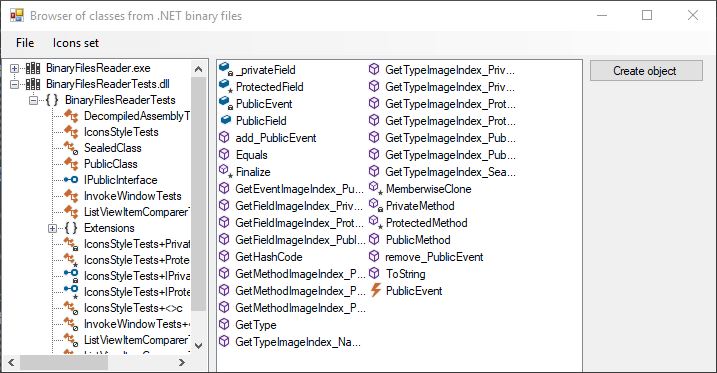 Browser of classes from .NET binary files
File Icons set
BinaryFilesReader.exe
BinaryFilesReaderTests.dll
{ } BinaryFilesReaderTests
DecompiledAssemblyT
IconsStyleTests
SealedClass
PublicClass
IPublicInterface
InvokeWindowTests
ListViewItemComparerT
{ } Extensions
IconsStyleTests+Privat
IconsStyleTests+Prote
IconsStyleTests+IPriva
IconsStyleTests+IProte
IconsStyleTests+<>c
InvokeWindowTests+<
ListViewItemComparerT
_privateField
ProtectedField
PublicEvent
PublicField
add_PublicEvent
Equals
Finalize
GetEventImageIndex_Pu...
GetFieldImageIndex_Priv...
GetFieldImageIndex_Prot...
GetFieldImageIndex_Publ...
GetHashCode
GetMethodImageIndex_P...
GetMethodImageIndex_P...
GetMethodImageIndex_P...
GetType
GetTypeImageIndex_Na...
GetTypeImageIndex_Priv...
GetTypeImageIndex_Priv...
GetTypeImageIndex_Prot...
GetTypeImageIndex_Prot...
GetTypeImageIndex_Pub...
GetTypeImageIndex_Pub...
GetTypeImageIndex_Sea...
MemberwiseClone
PrivateMethod
ProtectedMethod
PublicMethod
remove_PublicEvent
ToString
PublicEvent
Create object